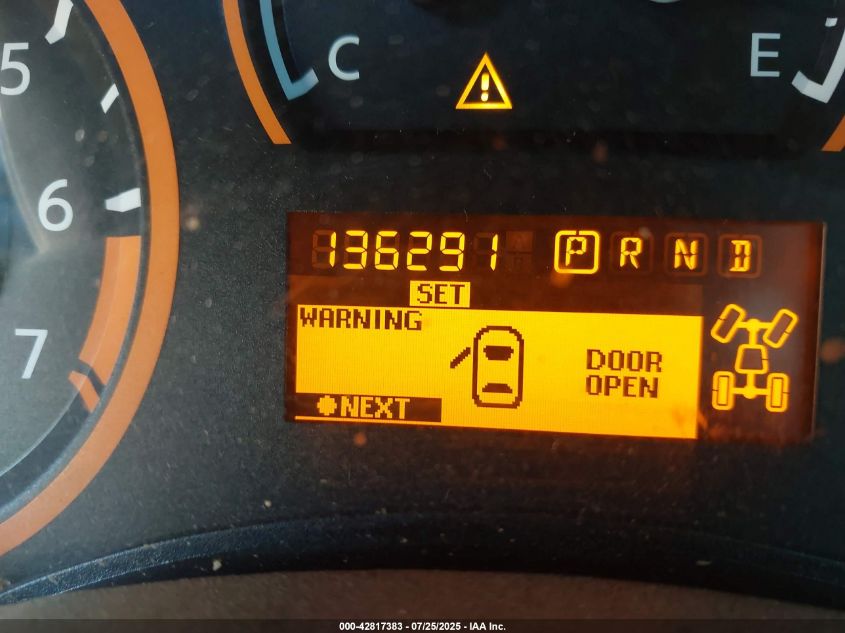 5
C
E
6
136291 P R N D
SET
WARNING
7
DOOR
OPEN
NEXT
000-42817383 - 07/25/2025 - IAA Inc.